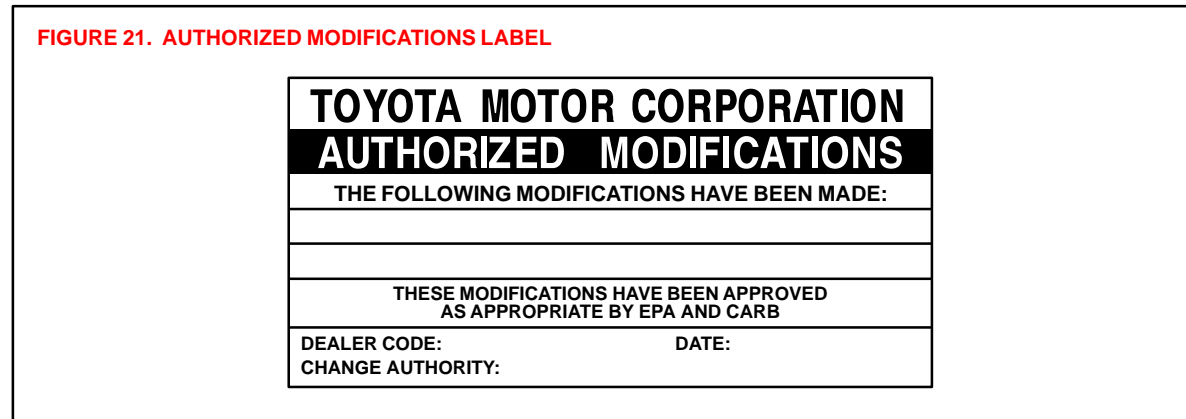 FIGURE 21. AUTHORIZED MODIFICATIONS LABEL
TOYOTA MOTOR CORPORATION
AUTHORIZED MODIFICATIONS
THE FOLLOWING MODIFICATIONS HAVE BEEN MADE:
THESE MODIFICATIONS HAVE BEEN APPROVED
AS APPROPRIATE BY EPA AND CARB
DEALER CODE: DATE:
CHANGE AUTHORITY: